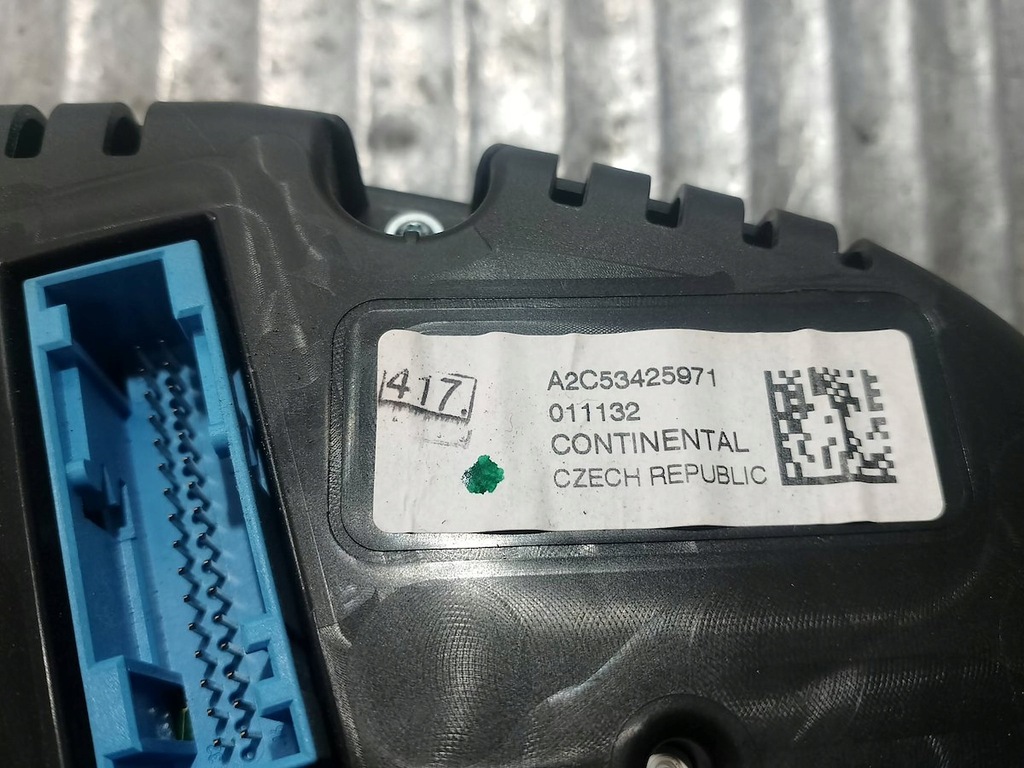 417.
A2C53425971
011132
CONTINENTAL
CZECH REPUBLIC